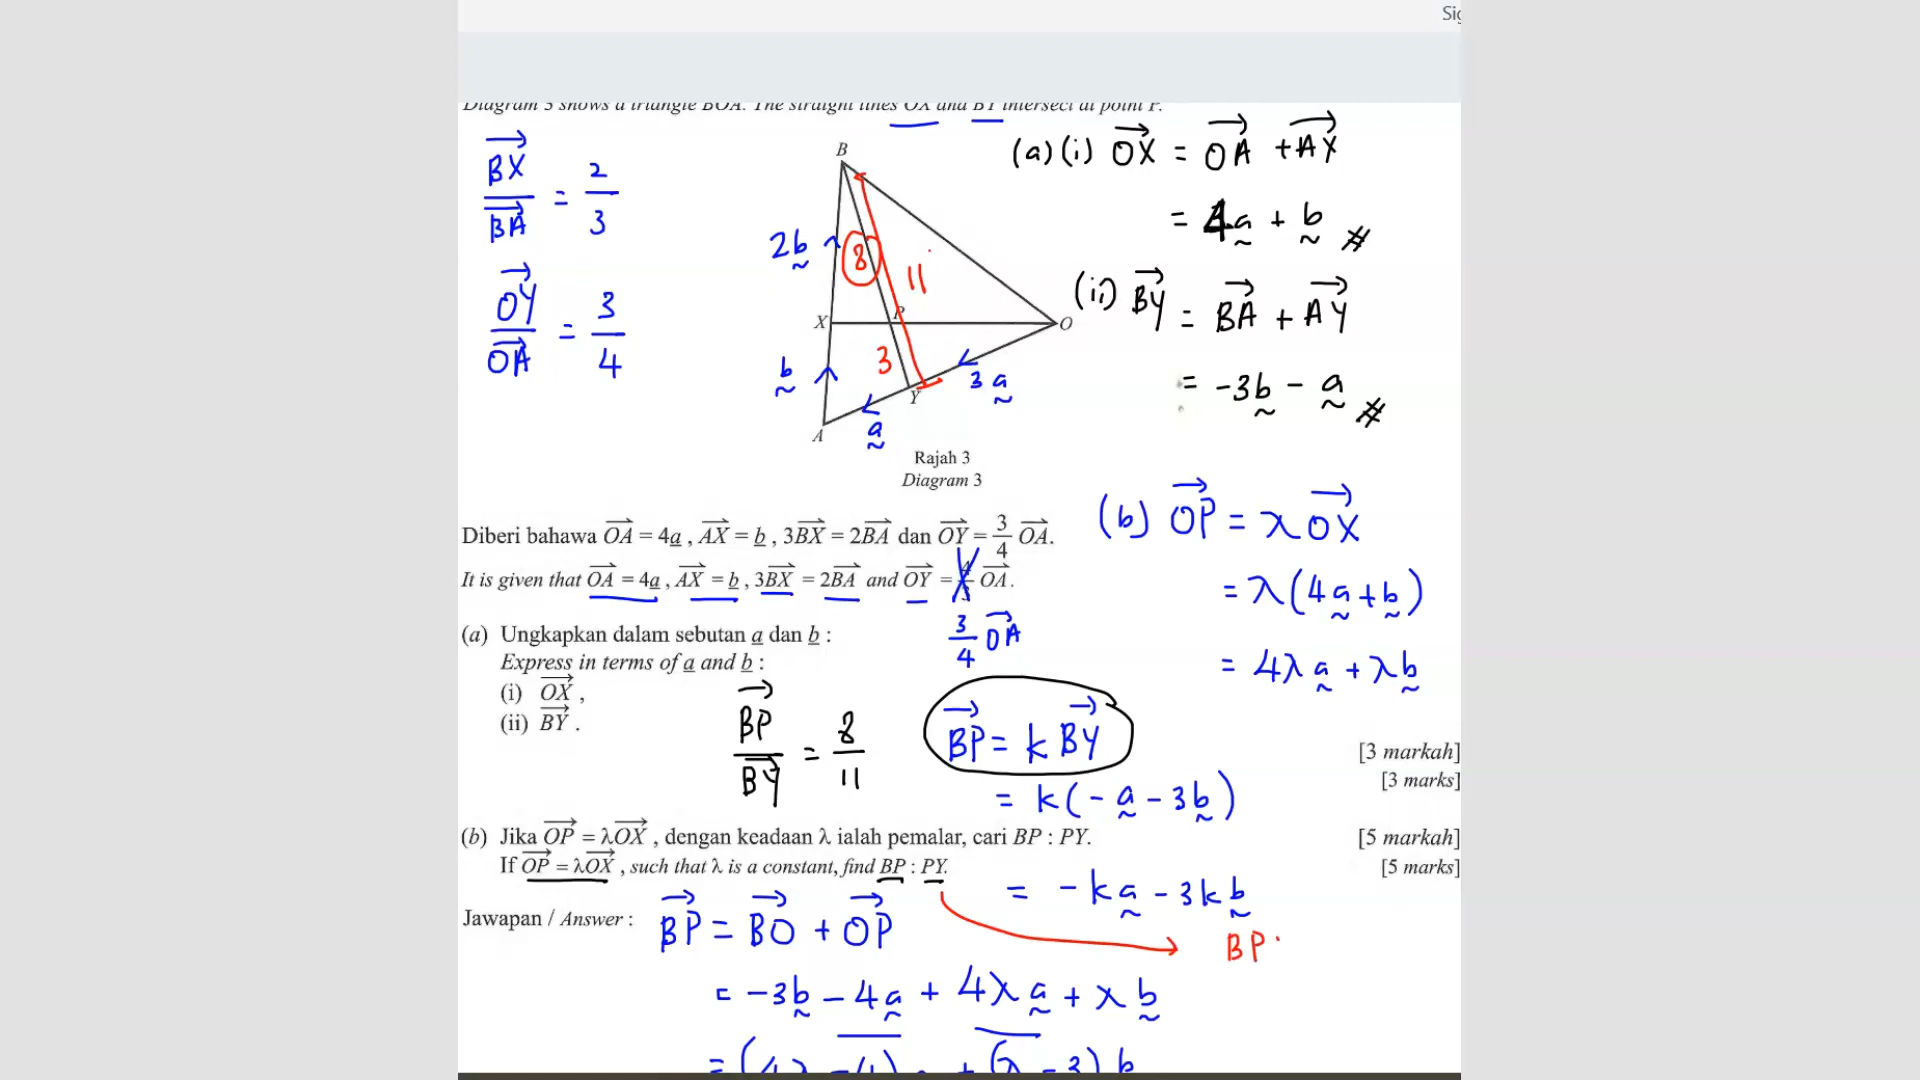 Sig
Diagram 3 shows a triangle BOA. The straight lines OX and BY intersect at point P.
BX/BA = 2/3
OY/OA = 3/4
B
2b
8
11
X
P
O
b
3
3a
Y
A
a
Rajah 3
Diagram 3
(a)(i) OX = OA + AX
= 4a + b #
(ii) BY = BA + AY
= -3b - a #
Diberi bahawa OA = 4a, AX = b, 3BX = 2BA dan OY = 3/4 OA.
It is given that OA = 4a, AX = b, 3BX = 2BA and OY = OA.
3/4 OA
(b) OP = λOX
= λ(4a + b)
= 4λa + λb
(a) Ungkapkan dalam sebutan a dan b :
Express in terms of a and b :
(i) OX ,
(ii) BY .
[3 markah]
[3 marks]
BP/BY = 8/11
BP = k BY
= k(-a - 3b)
= -ka - 3kb
(b) Jika OP = λOX , dengan keadaan λ ialah pemalar, cari BP : PY.
[5 markah]
If OP = λOX , such that λ is a constant, find BP : PY.
[5 marks]
BP
Jawapan / Answer :
BP = BO + OP
= -3b - 4a + 4λa + λb
= (4λ - 4)a + (λ - 3)b